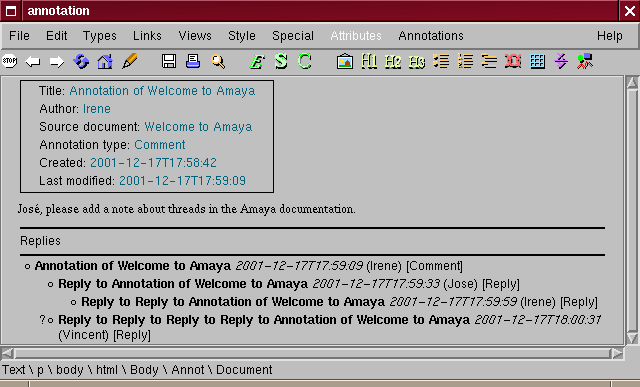 annotation
File Edit Types Links Views Style Special Attributes Annotations Help
STOP E S C H1 H2 H3
Title: Annotation of Welcome to Amaya
Author: Irene
Source document: Welcome to Amaya
Annotation type: Comment
Created: 2001-12-17T17:58:42
Last modified: 2001-12-17T17:59:09
José, please add a note about threads in the Amaya documentation.
Replies
Annotation of Welcome to Amaya 2001-12-17T17:59:09 (Irene) [Comment]
Reply to Annotation of Welcome to Amaya 2001-12-17T17:59:33 (Jose) [Reply]
Reply to Reply to Annotation of Welcome to Amaya 2001-12-17T17:59:59 (Irene) [Reply]
? Reply to Reply to Reply to Reply to Annotation of Welcome to Amaya 2001-12-17T18:00:31
(Vincent) [Reply]
Text \ p \ body \ html \ Body \ Annot \ Document